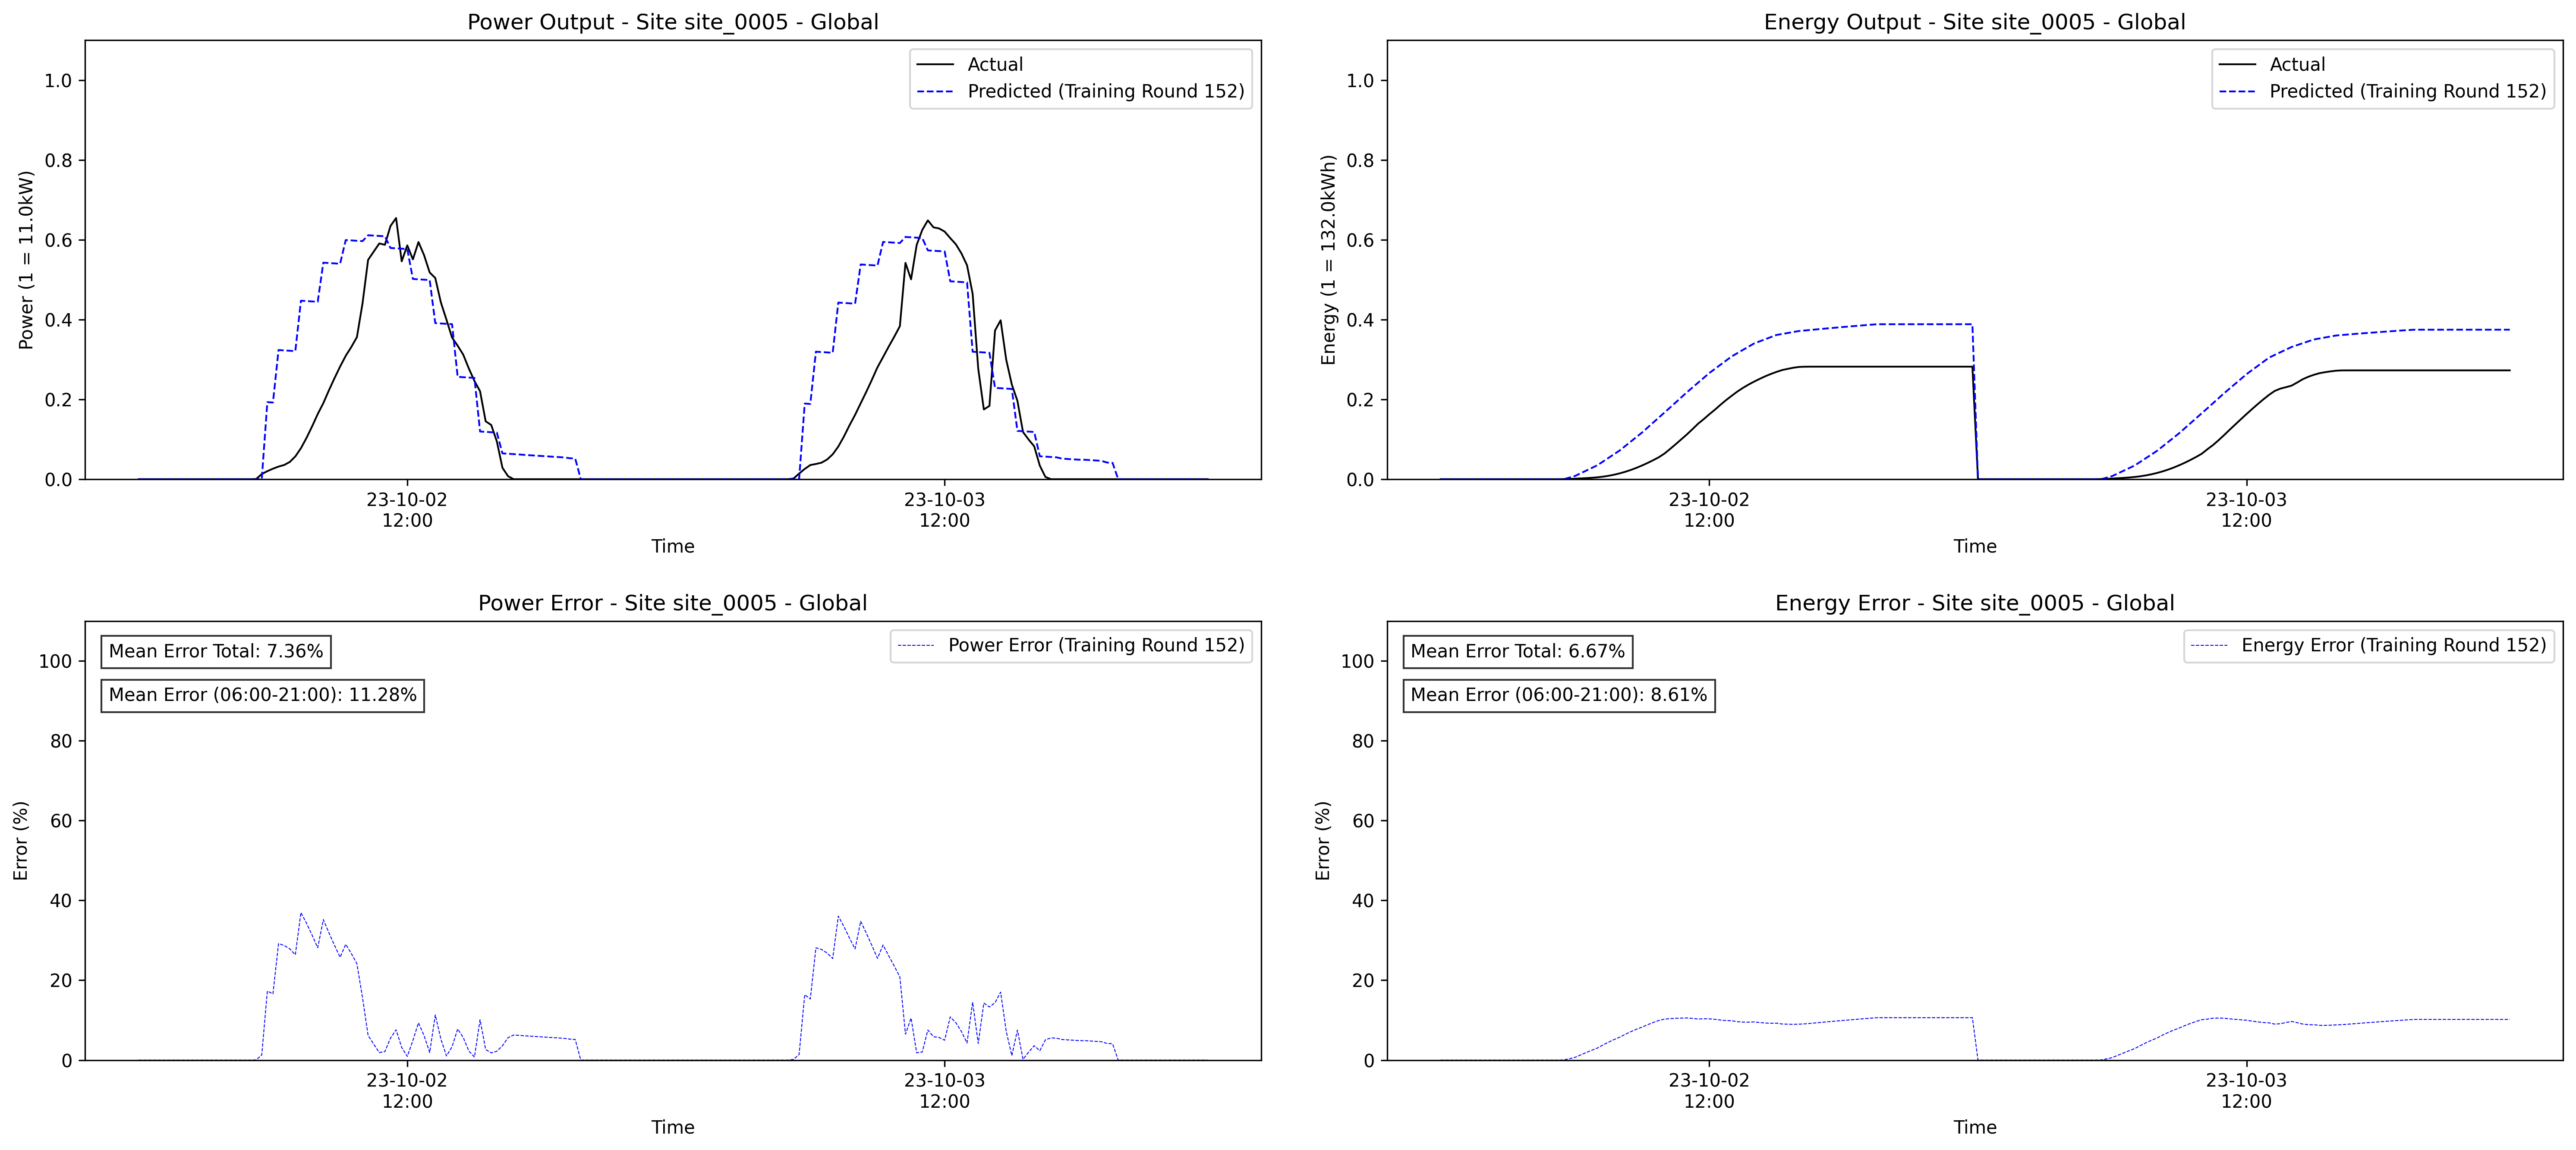 Power Output - Site site_0005 - Global
Actual
Predicted (Training Round 152)
Power (1 = 11.0kW)
1.0
0.8
0.6
0.4
0.2
0.0
23-10-02
12:00
23-10-03
12:00
Time
Energy Output - Site site_0005 - Global
Actual
Predicted (Training Round 152)
Energy (1 = 132.0kWh)
1.0
0.8
0.6
0.4
0.2
0.0
23-10-02
12:00
23-10-03
12:00
Time
Power Error - Site site_0005 - Global
Mean Error Total: 7.36%
Mean Error (06:00-21:00): 11.28%
Power Error (Training Round 152)
Error (%)
100
80
60
40
20
0
23-10-02
12:00
23-10-03
12:00
Time
Energy Error - Site site_0005 - Global
Mean Error Total: 6.67%
Mean Error (06:00-21:00): 8.61%
Energy Error (Training Round 152)
Error (%)
100
80
60
40
20
0
23-10-02
12:00
23-10-03
12:00
Time